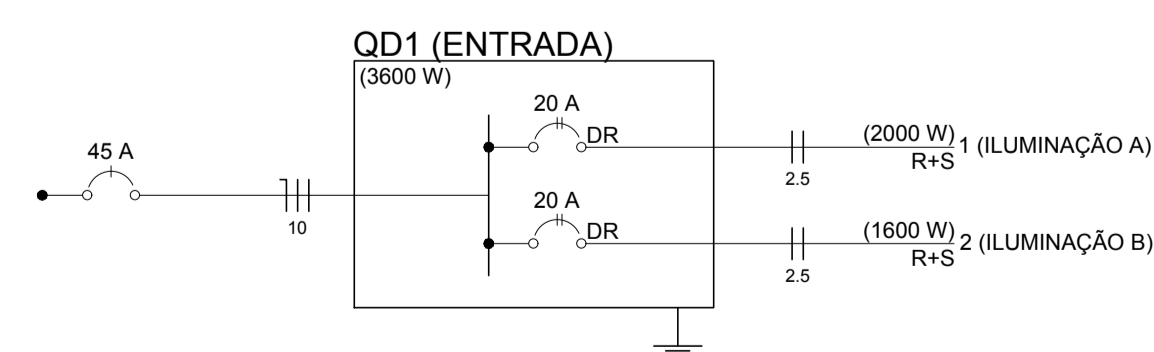 QD1 (ENTRADA)
(3600 W)
45 A
10
20 A
DR
2.5
(2000 W)
R+S
1 (ILUMINAÇÃO A)
20 A
DR
2.5
(1600 W)
R+S
2 (ILUMINAÇÃO B)